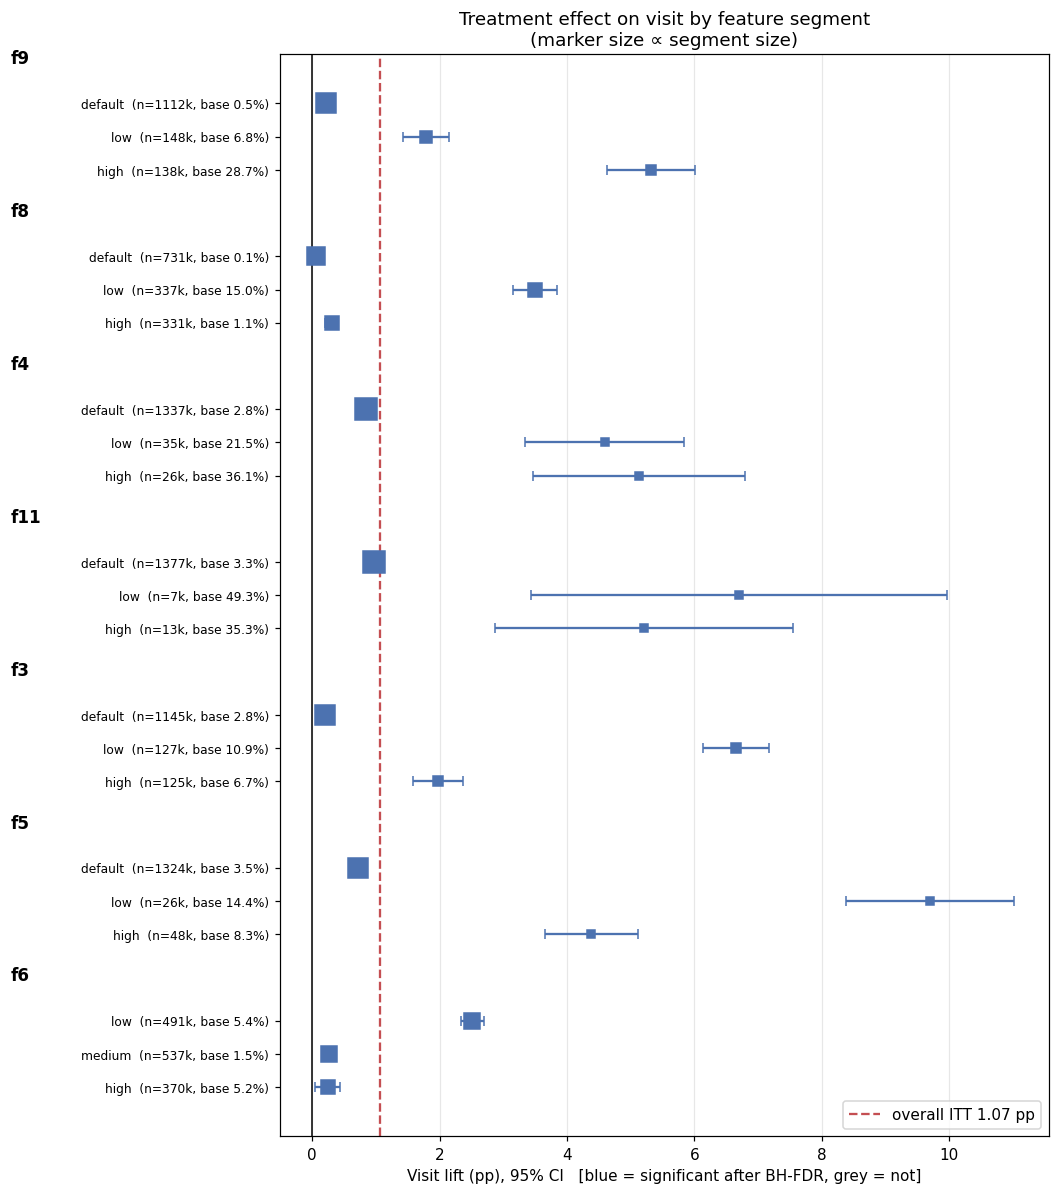 Treatment effect on visit by feature segment
(marker size ∝ segment size)
f9
default (n=1112k, base 0.5%)
low (n=148k, base 6.8%)
high (n=138k, base 28.7%)
f8
default (n=731k, base 0.1%)
low (n=337k, base 15.0%)
high (n=331k, base 1.1%)
f4
default (n=1337k, base 2.8%)
low (n=35k, base 21.5%)
high (n=26k, base 36.1%)
f11
default (n=1377k, base 3.3%)
low (n=7k, base 49.3%)
high (n=13k, base 35.3%)
f3
default (n=1145k, base 2.8%)
low (n=127k, base 10.9%)
high (n=125k, base 6.7%)
f5
default (n=1324k, base 3.5%)
low (n=26k, base 14.4%)
high (n=48k, base 8.3%)
f6
low (n=491k, base 5.4%)
medium (n=537k, base 1.5%)
high (n=370k, base 5.2%)
overall ITT 1.07 pp
0 2 4 6 8 10
Visit lift (pp), 95% CI [blue = significant after BH-FDR, grey = not]